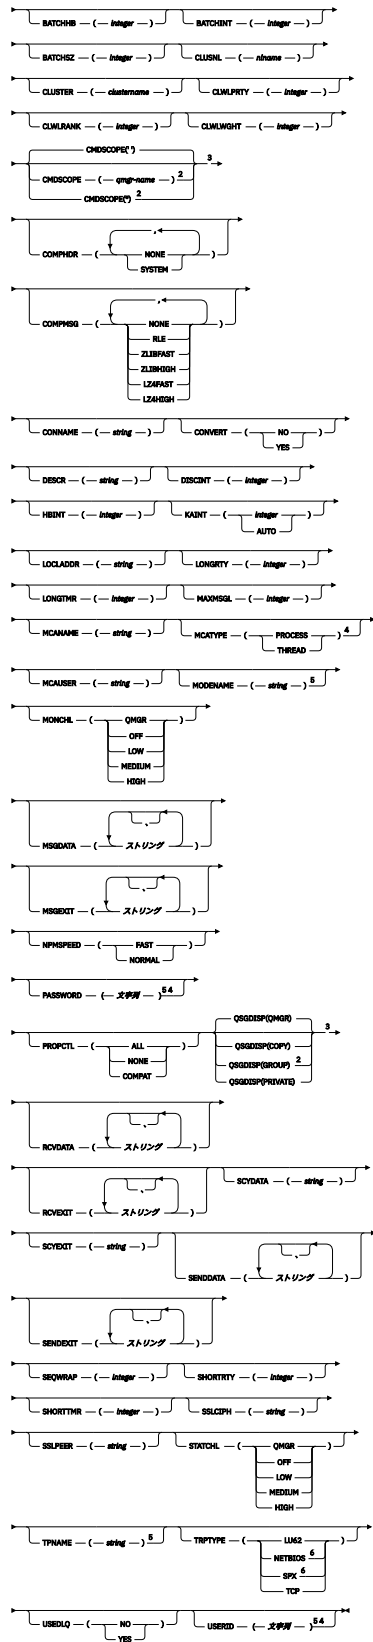 BATCHHB ( integer ) BATCHINT ( integer )
BATCHSZ ( integer ) CLUSNL ( nlname )
CLUSTER ( clustername ) CLWLPRTY ( integer )
CLWLRANK ( integer ) CLWLWGHT ( integer )
CMDSCOPE(' ')
3
CMDSCOPE ( qmgr-name ) 2
CMDSCOPE(*) 2
,
COMPHDR ( NONE )
SYSTEM
,
COMPMSG ( NONE )
RLE
ZLIBFAST
ZLIBHIGH
LZ4FAST
LZ4HIGH
CONNAME ( string ) CONVERT ( NO )
YES
DESCR ( string ) DISCINT ( integer )
HBINT ( integer ) KAINT ( integer )
AUTO
LOCLADDR ( string ) LONGRTY ( integer )
LONGTMR ( integer ) MAXMSGL ( integer )
MCANAME ( string ) MCATYPE ( PROCESS ) 4
THREAD
MCAUSER ( string ) MODENAME ( string ) 5
MONCHL ( QMGR )
OFF
LOW
MEDIUM
HIGH
、
MSGDATA ( ストリング )
、
MSGEXIT ( ストリング )
NPMSPEED ( FAST )
NORMAL
PASSWORD ( 文字列 ) 5 4
QSGDISP(QMGR)
3
PROPCTL ( ALL ) QSGDISP(COPY)
NONE QSGDISP(GROUP) 2
COMPAT QSGDISP(PRIVATE)
、
RCVDATA ( ストリング )
、
SCYDATA ( string )
RCVEXIT ( ストリング )
SCYEXIT ( string )
、
SENDDATA ( ストリング )
、
SENDEXIT ( ストリング )
SEQWRAP ( integer ) SHORTRTY ( integer )
SHORTTMR ( integer ) SSLCIPH ( string )
SSLPEER ( string ) STATCHL ( QMGR )
OFF
LOW
MEDIUM
HIGH
TPNAME ( string ) 5 TRPTYPE ( LU62 )
NETBIOS 6
SPX 6
TCP
USEDLQ ( NO ) USERID ( 文字列 ) 5 4
YES